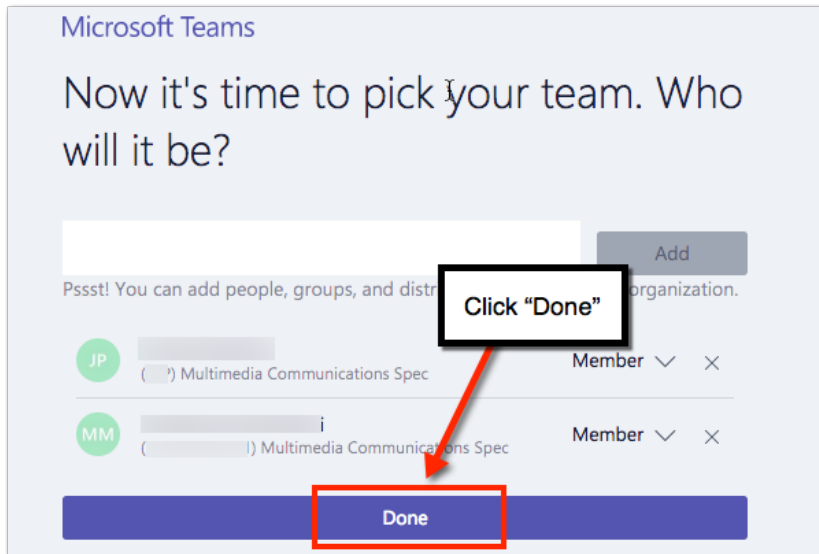 Microsoft Teams
Now it's time to pick your team. Who
will it be?
Add
Pssst! You can add people, groups, and distr organization.
Click “Done”
JP
Member
( ') Multimedia Communications Spec
MM
i
Member
( ) Multimedia Communications Spec
Done